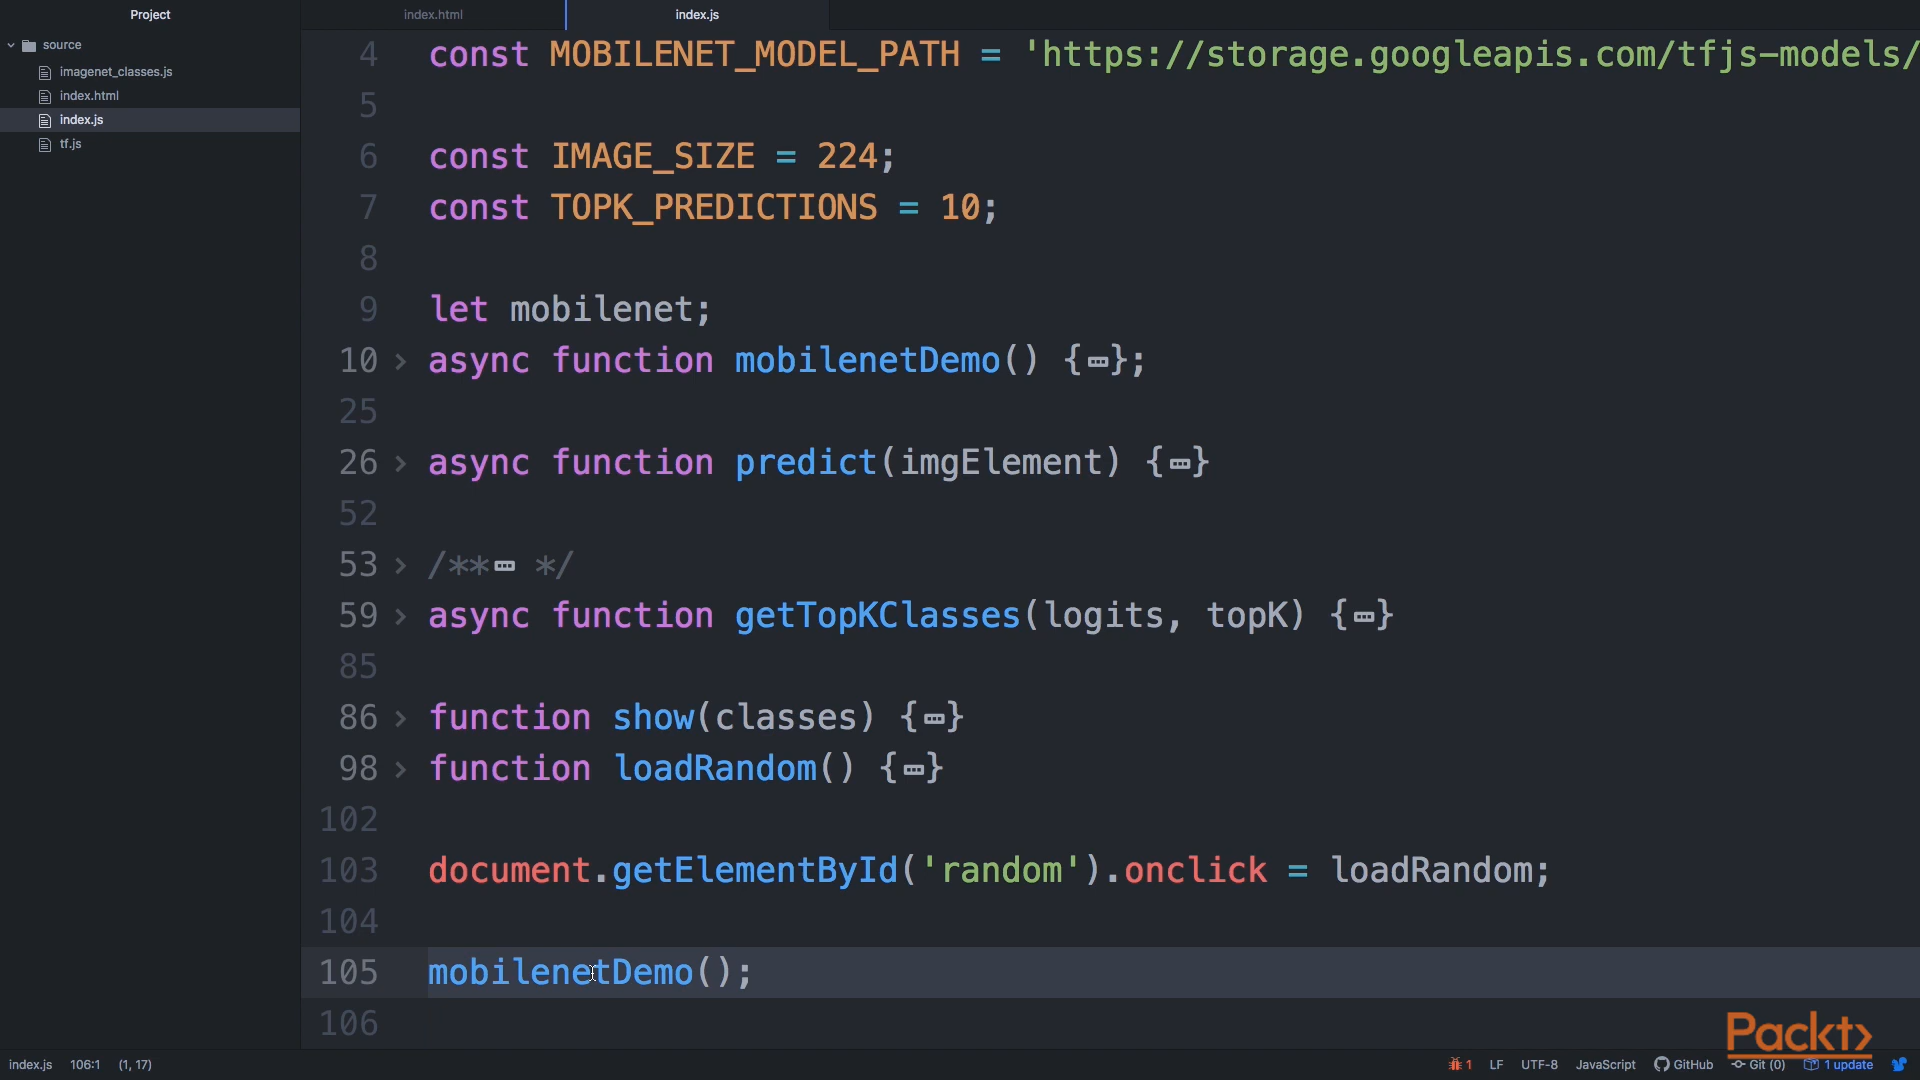 Project
index.html
index.js
source
imagenet_classes.js
index.html
index.js
tf.js
4 const MOBILENET_MODEL_PATH = 'https://storage.googleapis.com/tfjs-models/
5
6 const IMAGE_SIZE = 224;
7 const TOPK_PREDICTIONS = 10;
8
9 let mobilenet;
10 > async function mobilenetDemo() {…};
25
26 > async function predict(imgElement) {…}
52
53 > /**… */
59 > async function getTopKClasses(logits, topK) {…}
85
86 > function show(classes) {…}
98 > function loadRandom() {…}
102
103 document.getElementById('random').onclick = loadRandom;
104
105 mobilenetDemo();
106
Packt>
index.js 106:1 (1, 17)
1 LF UTF-8 JavaScript GitHub Git (0) 1 update